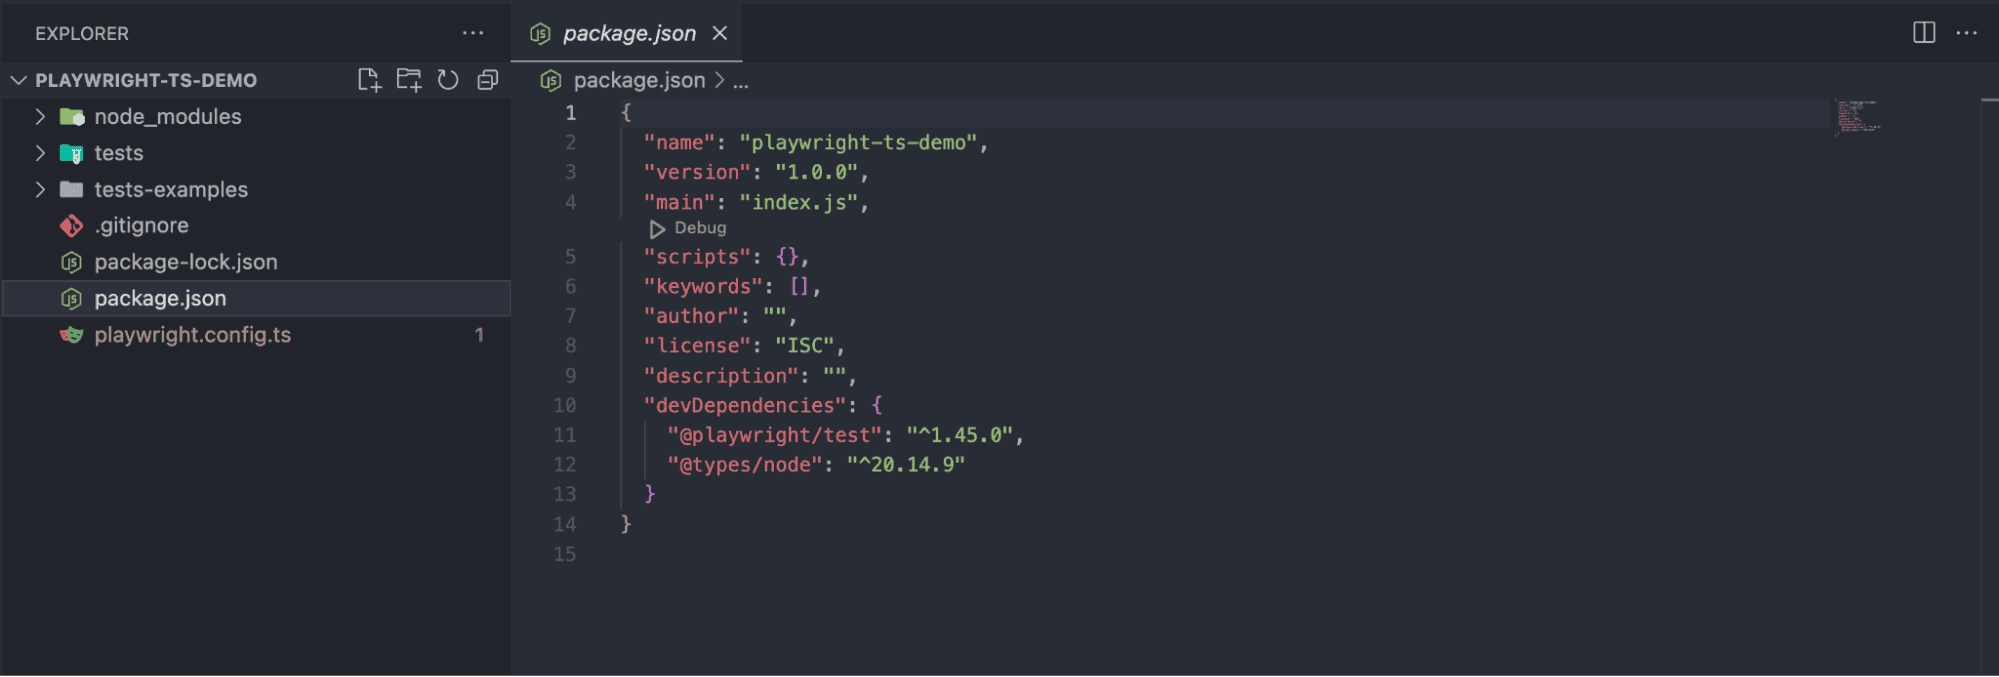 EXPLORER
PLAYWRIGHT-TS-DEMO
node_modules
tests
tests-examples
.gitignore
package-lock.json
package.json
playwright.config.ts 1
package.json
package.json > ...
1 {
2 "name": "playwright-ts-demo",
3 "version": "1.0.0",
4 "main": "index.js",
Debug
5 "scripts": {},
6 "keywords": [],
7 "author": "",
8 "license": "ISC",
9 "description": "",
10 "devDependencies": {
11 "@playwright/test": "^1.45.0",
12 "@types/node": "^20.14.9"
13 }
14 }
15